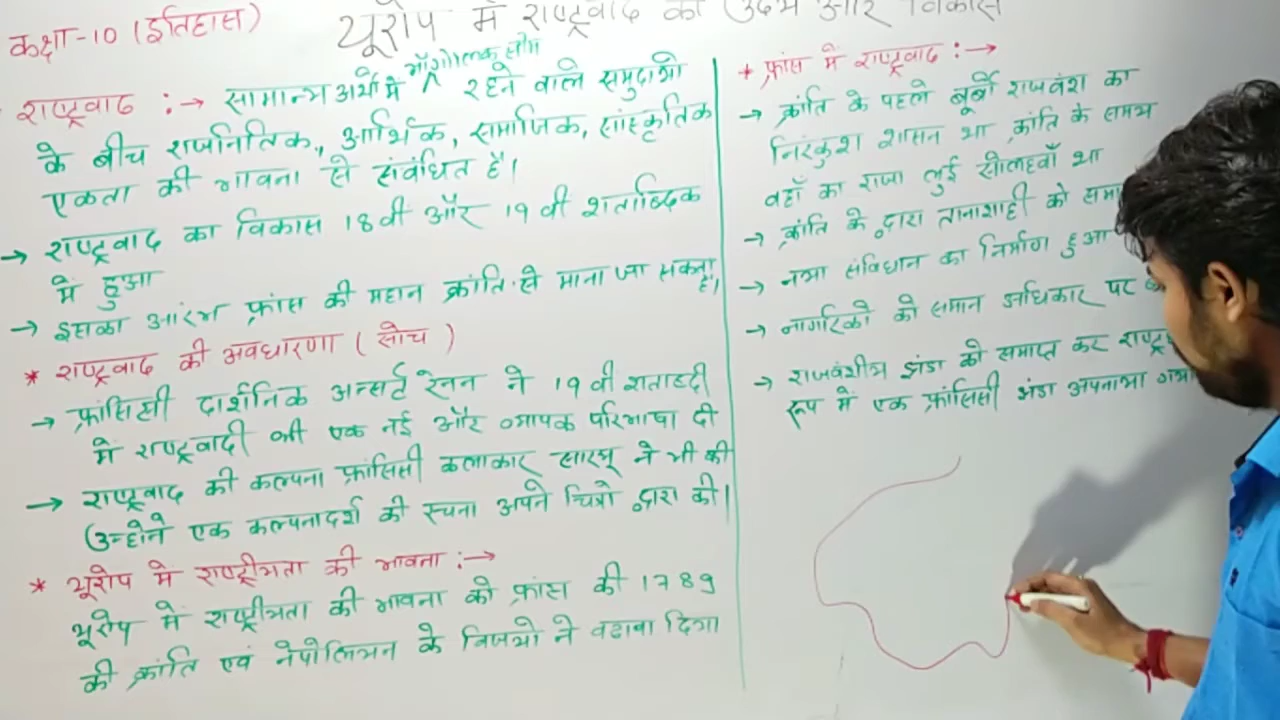 कक्षा-10 (इतिहास)
यूरोप में राष्ट्रवाद का उदय और विकास
राष्ट्रवाद :→ सामान्य अर्थो में भौगोलिक सीमा रहने वाले समुदायो
के बीच राजनितिक, आर्थिक, समाजिक, सांस्कृतिक
एकता की भावना से संबंधित है।
→ राष्ट्रवाद का विकास 18वी और 19वी शताब्दिक
में हुआ
→ इसका आरंभ फ्रांस की महान क्रांति से माना जा सकता है।
* राष्ट्रवाद की अवधारणा (सोच)
→ फ्रांसिसी दार्शनिक अन्सर्ट रेनन ने 19वी शताब्दी
में राष्ट्रवादी की एक नई और व्यापक परिभाषा दी
→ राष्ट्रवाद की कल्पना फ्रांसिसी कलाकार सारयू ने भी की
उन्होने एक कल्पनादर्श की रचना अपने चित्रो द्वारा की।
* यूरोप मे राष्ट्रीयता की भावना :→
यूरोप में राष्ट्रीयता की भावना को फ्रांस की 1789
की क्रांति एवं नेपोलियन के विजयो ने बढावा दिया
* फ्रांस में राष्ट्रवाद :→
→ क्रांति के पहले बूर्बो राजवंश का
निरंकुश शासन था क्रांति के समय
वहाँ का राजा लुई सोलहवाँ था
→ क्रांति के द्वारा तानाशाही को
→ नया संविधान का निर्माण हुआ
→ नागरिको को समान अधिकार पर
→ राजवंशीय झंडा को समाप्त कर
रूप में एक फ्रांसिसी झंडा अपनाया गया